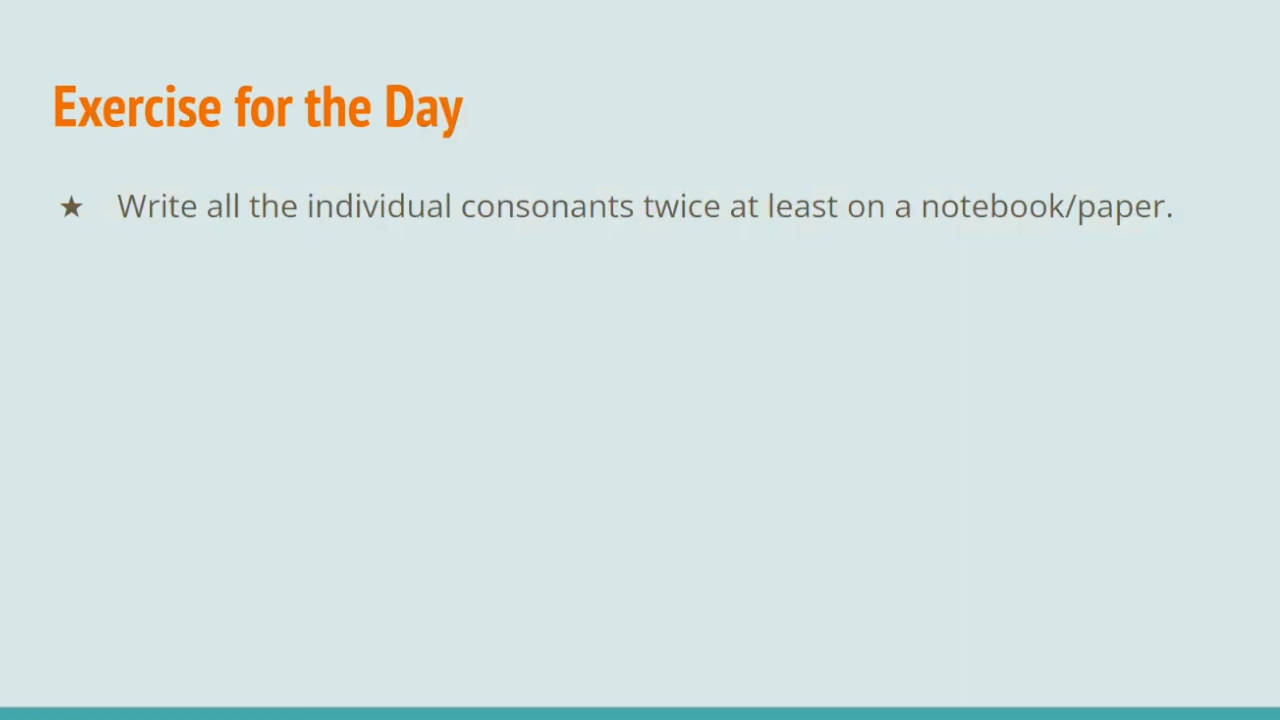 Exercise for the Day
★ Write all the individual consonants twice at least on a notebook/paper.